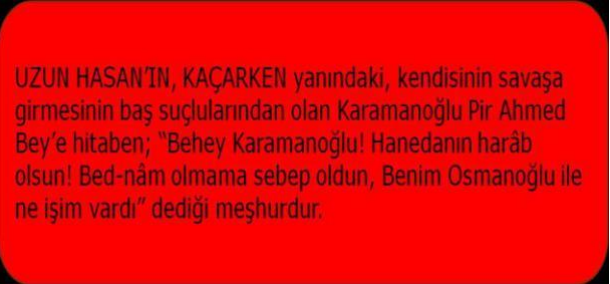 UZUN HASAN’IN, KAÇARKEN yanındaki, kendisinin savaşa
girmesinin baş suçlularından olan Karamanoğlu Pir Ahmed
Bey’e hitaben; “Behey Karamanoğlu! Hanedanın harâb
olsun! Bed-nâm olmama sebep oldun, Benim Osmanoğlu ile
ne işim vardı” dediği meşhurdur.